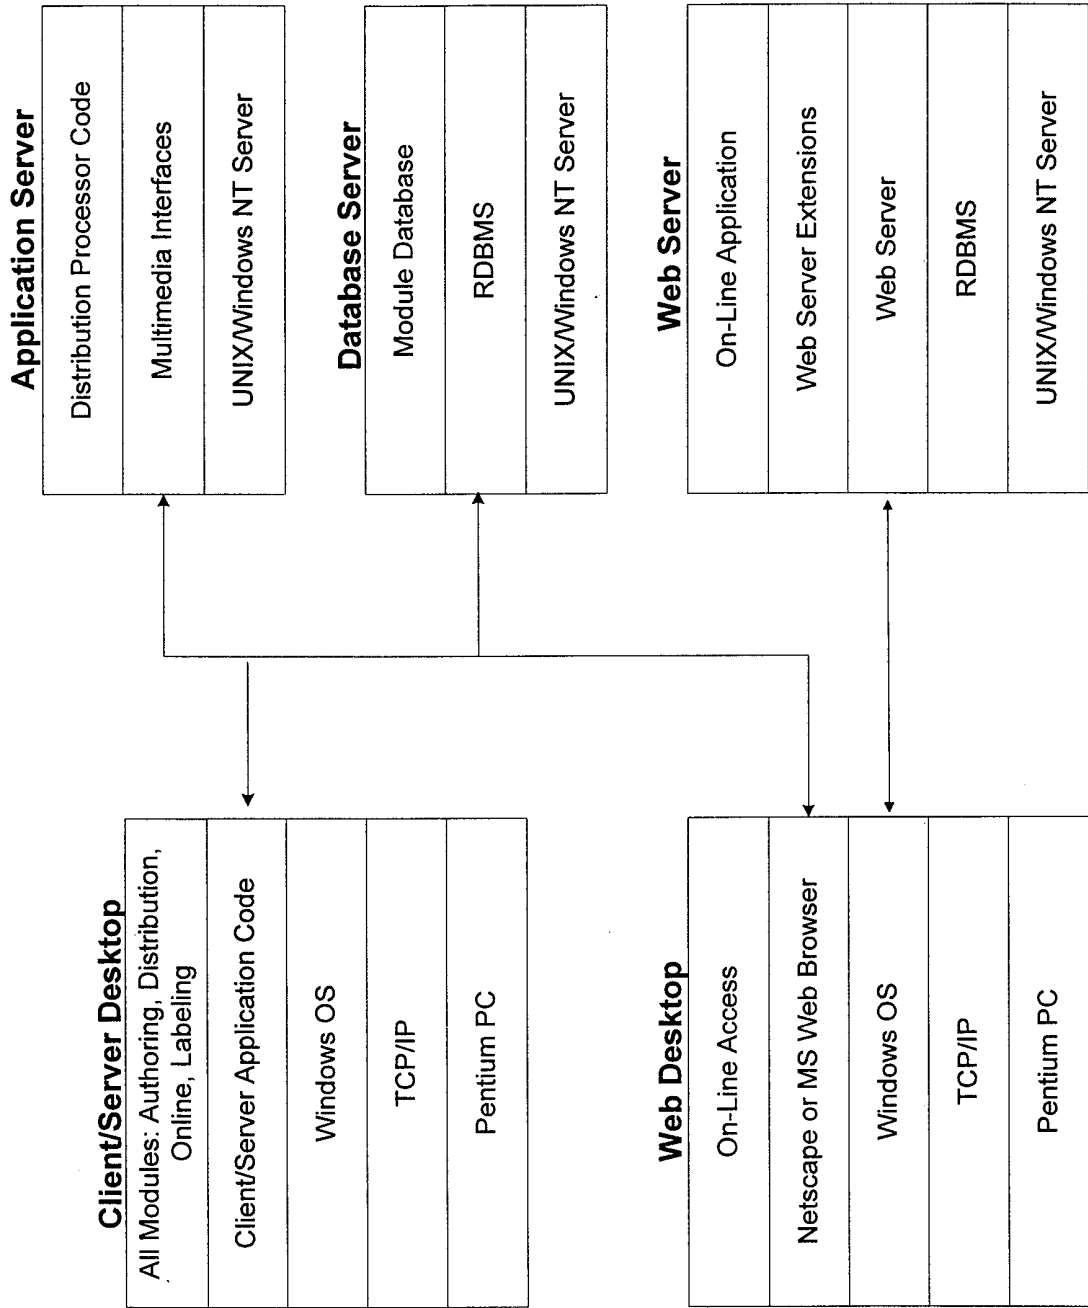 Client/Server Desktop
All Modules: Authoring, Distribution,
Online, Labeling
Client/Server Application Code
Windows OS
TCP/IP
Pentium PC
Web Desktop
On-Line Access
Netscape or MS Web Browser
Windows OS
TCP/IP
Pentium PC
Application Server
Distribution Processor Code
Multimedia Interfaces
UNIX/Windows NT Server
Database Server
Module Database
RDBMS
UNIX/Windows NT Server
Web Server
On-Line Application
Web Server Extensions
Web Server
RDBMS
UNIX/Windows NT Server